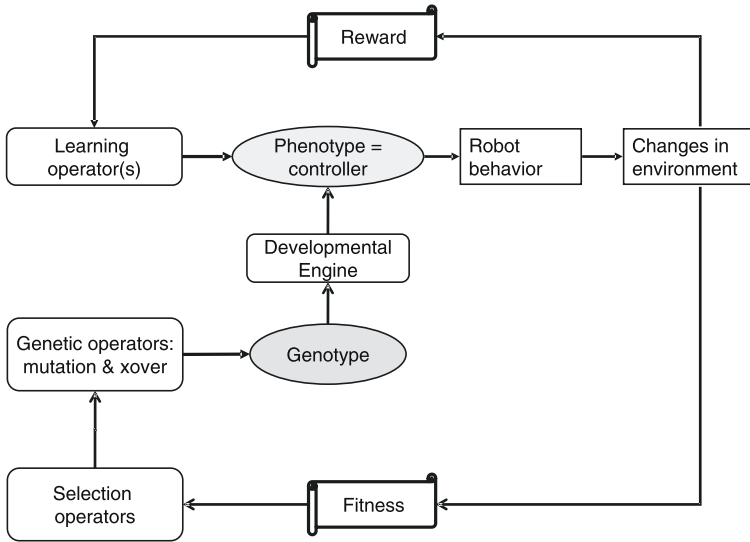 Reward
Learning
operator(s)
Phenotype =
controller
Robot
behavior
Changes in
environment
Developmental
Engine
Genetic operators:
mutation & xover
Genotype
Selection
operators
Fitness